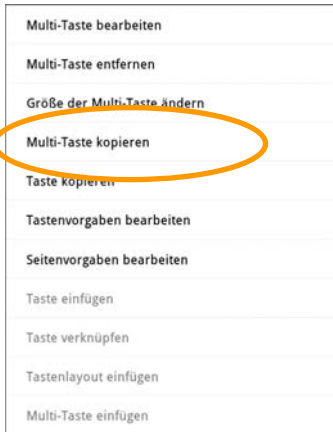 Multi-Taste bearbeiten
Multi-Taste entfernen
Größe der Multi-Taste ändern
Multi-Taste kopieren
Taste kopieren
Tastenvorgaben bearbeiten
Seitenvorgaben bearbeiten
Taste einfügen
Taste verknüpfen
Tastenlayout einfügen
Multi-Taste einfügen